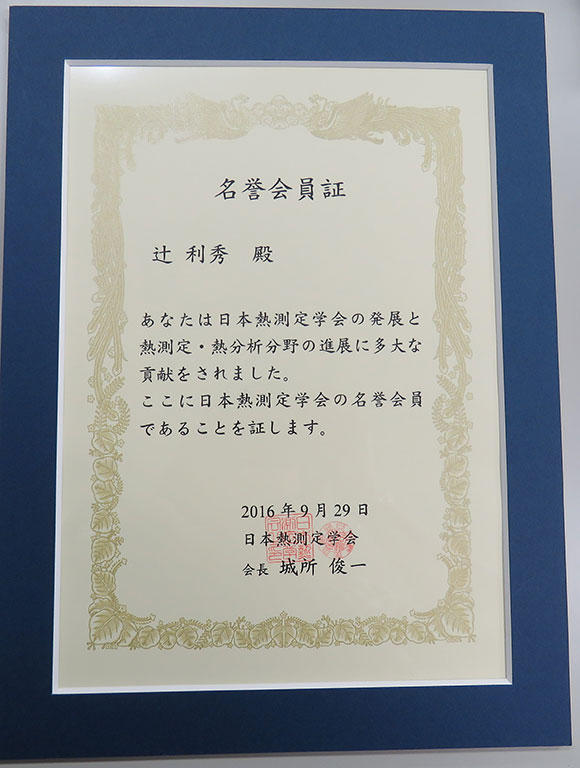 名誉会員証
辻 利秀 殿
あなたは日本熱測定学会の発展と
熱測定・熱分析分野の進展に多大な
貢献をされました。
ここに日本熱測定学会の名誉会員
であることを証します。
2016年9月29日
日本熱測定学会
会長 城所 俊一